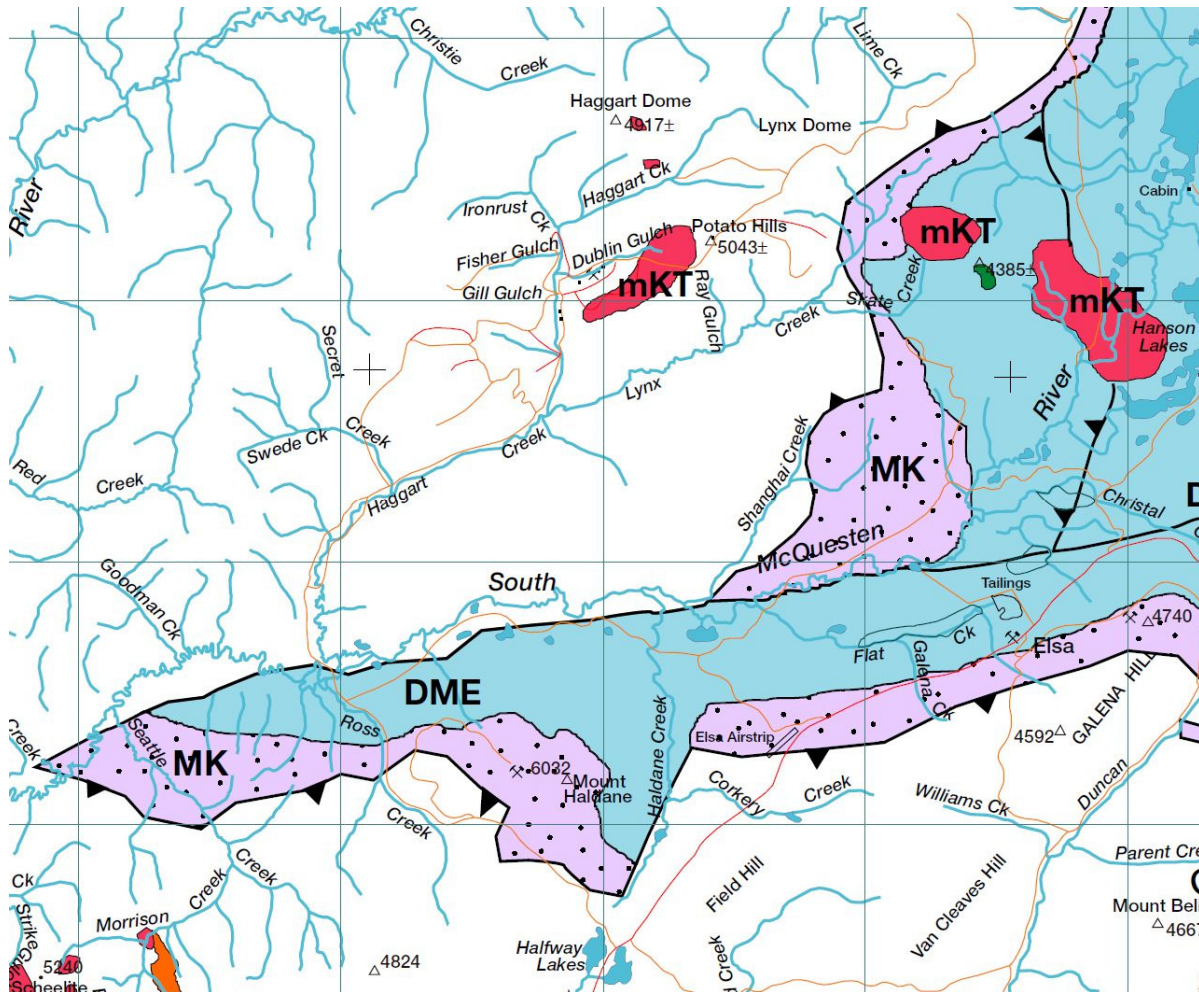 Christie
Creek
Lime Ck
Haggart Dome
4917±
Lynx Dome
River
Haggart Ck
Cabin
Ironrust
Ck
Potato Hills
5043±
mKT
Fisher Gulch
Dublin Gulch
4385±
Gill Gulch
mKT
Ray Gulch
Skate Creek
mKT
Hanson
Lakes
Creek
Secret
Creek
Lynx
River
Swede Ck
Creek
Shanghai Creek
Red
Creek
Haggart
MK
Christal
D
McQuesten
Goodman Ck
South
Tailings
Flat
Ck
Elsa
4740
Galena
Ck
DME
GALENA HILL
Creek
Seattle
Ross
MK
Elsa Airstrip
4592
6032
Mount
Haldane
Haldane Creek
Corkery
Creek
Williams Ck
Duncan
Creek
Ck
Creek
Creek
Field Hill
Van Cleaves Hill
Parent Cre
C
Strike
Morrison
Mount Bel
4667
Halfway
Lakes
d Creek
4824
5240
Scheelite
Gulc